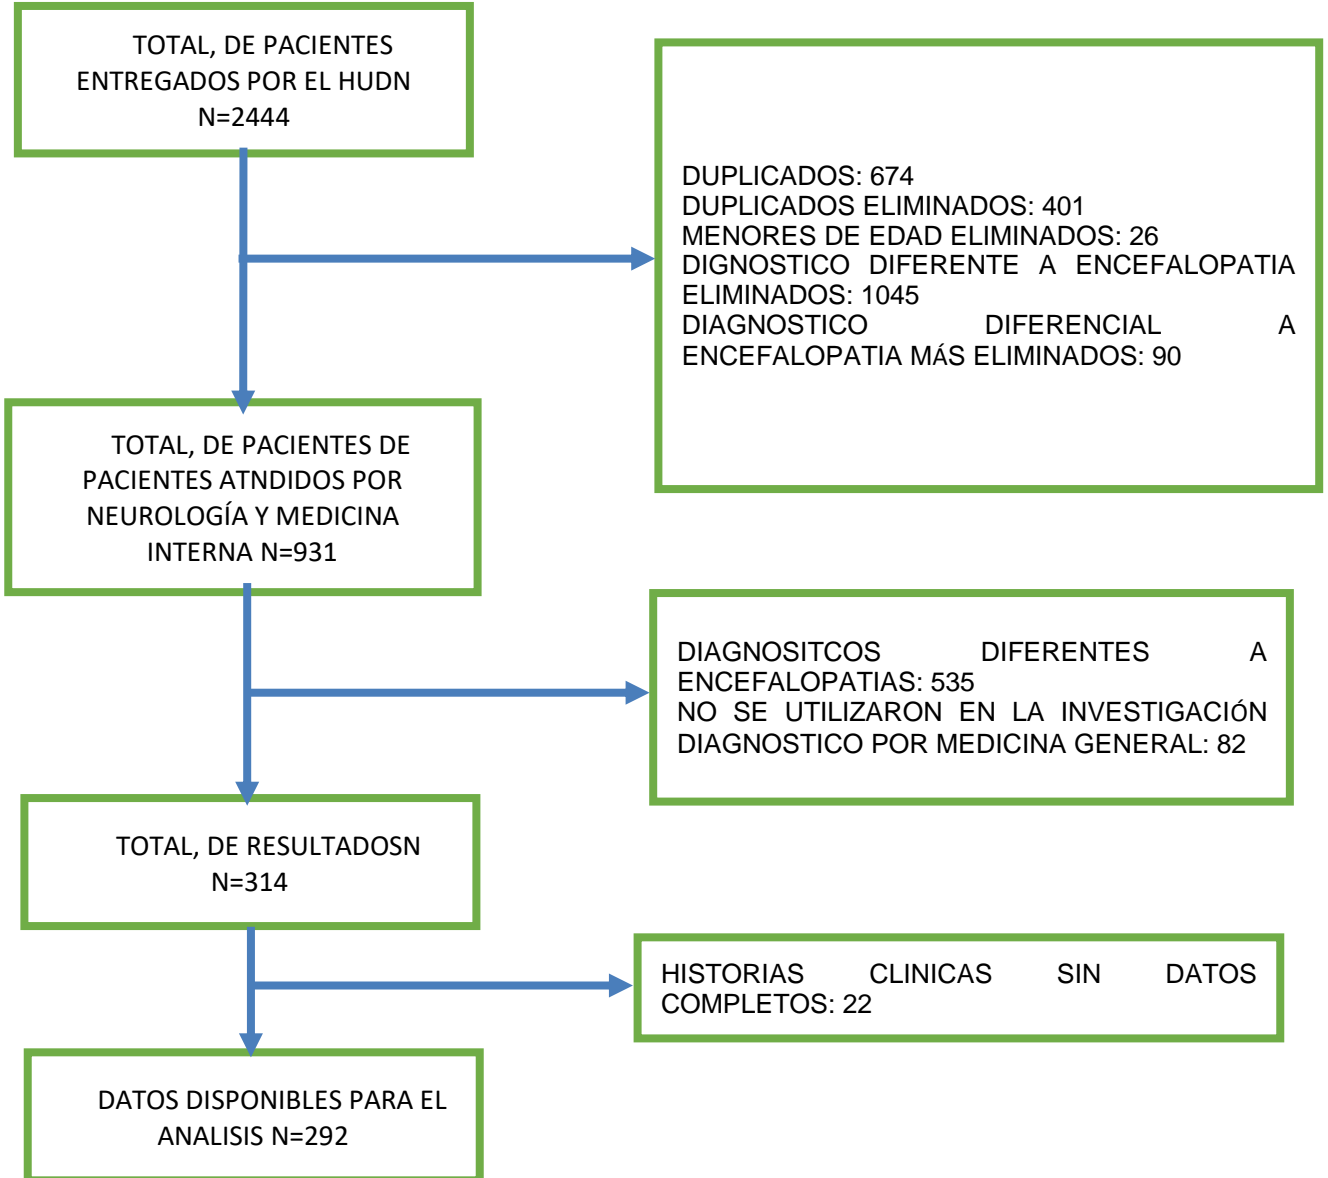 TOTAL, DE PACIENTES
ENTREGADOS POR EL HUDN
N=2444
DUPLICADOS: 674
DUPLICADOS ELIMINADOS: 401
MENORES DE EDAD ELIMINADOS: 26
DIGNOSTICO DIFERENTE A ENCEFALOPATIA
ELIMINADOS: 1045
DIAGNOSTICO DIFERENCIAL A
ENCEFALOPATIA MÁS ELIMINADOS: 90
TOTAL, DE PACIENTES DE
PACIENTES ATNDIDOS POR
NEUROLOGÍA Y MEDICINA
INTERNA N=931
DIAGNOSITCOS DIFERENTES A
ENCEFALOPATIAS: 535
NO SE UTILIZARON EN LA INVESTIGACIÓN
DIAGNOSTICO POR MEDICINA GENERAL: 82
TOTAL, DE RESULTADOSN
N=314
HISTORIAS CLINICAS SIN DATOS
COMPLETOS: 22
DATOS DISPONIBLES PARA EL
ANALISIS N=292